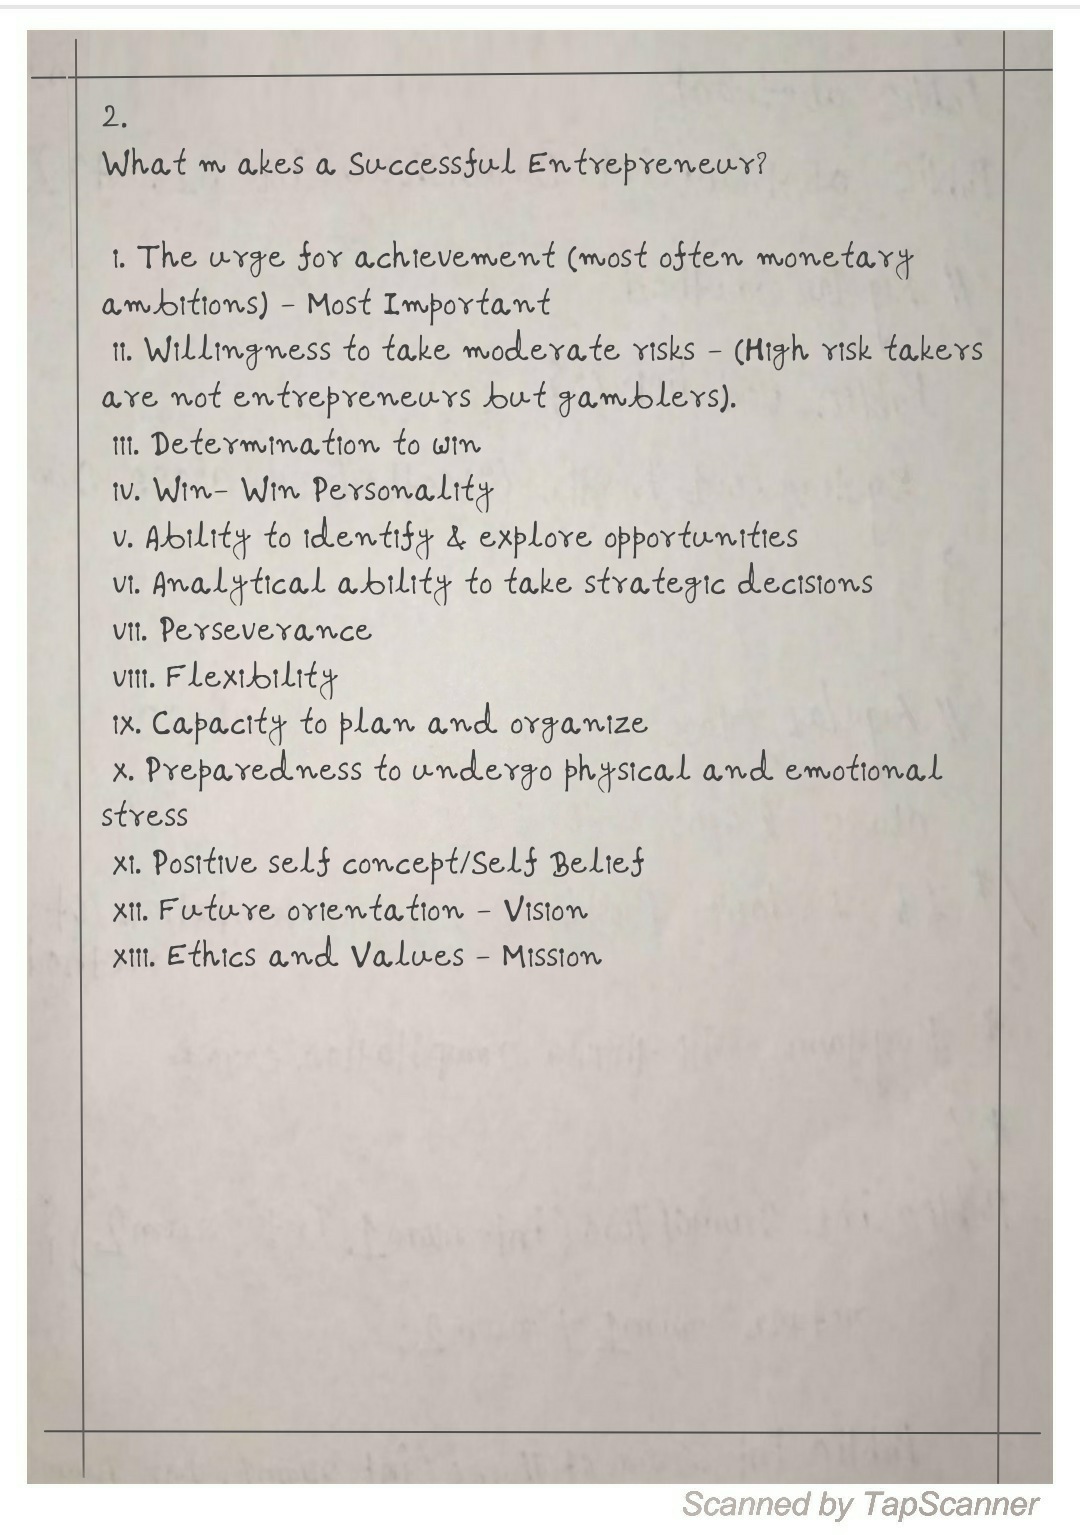 2.
What m akes a Successful Entrepreneur?
i. The urge for achievement (most often monetary
ambitions) - Most Important
ii. Willingness to take moderate risks - (High risk takers
are not entrepreneurs but gamblers).
iii. Determination to win
iv. Win- Win Personality
v. Ability to identify & explore opportunities
vi. Analytical ability to take strategic decisions
vii. Perseverance
viii. Flexibility
ix. Capacity to plan and organize
x. Preparedness to undergo physical and emotional
stress
xi. Positive self concept/Self Belief
xii. Future orientation - Vision
xiii. Ethics and Values - Mission
Scanned by TapScanner